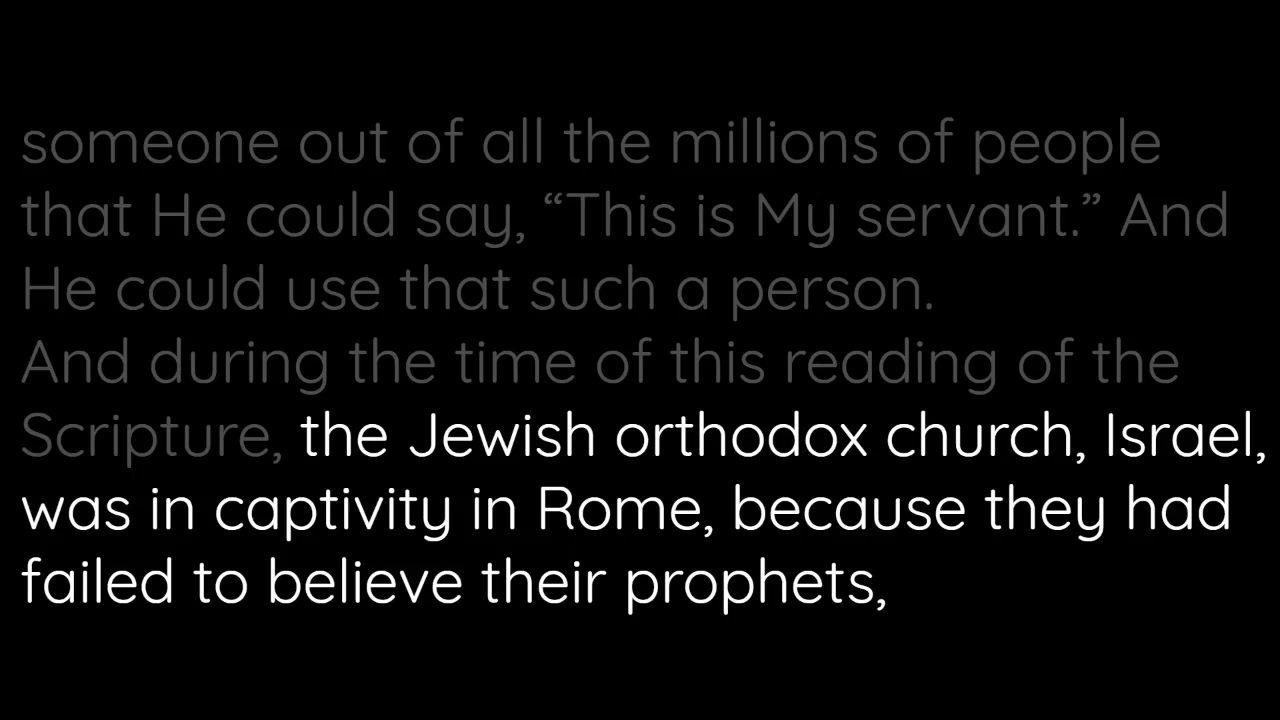 someone out of all the millions of people
that He could say, “This is My servant.” And
He could use that such a person.
And during the time of this reading of the
Scripture, the Jewish orthodox church, Israel,
was in captivity in Rome, because they had
failed to believe their prophets,